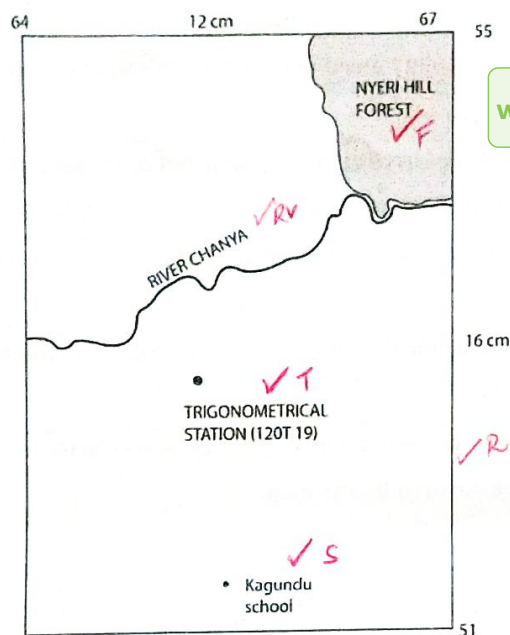 64
12 cm
67
55
NYERI HILL
FOREST
✓ F
w
✓ Rv
RIVER CHANYA
16 cm
✓ T
TRIGONOMETRICAL
STATION (120T 19)
✓ R
✓ S
Kagundu
school
51